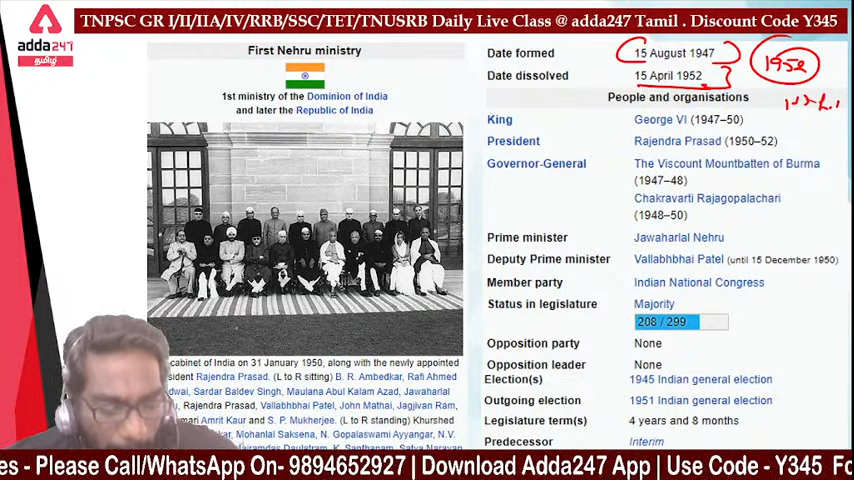 TNPSC GR I/II/IIA/IV/RRB/SSC/TET/TNUSRB Daily Live Class @ adda247 Tamil . Discount Code Y345
adda247
தமிழ்
First Nehru ministry
1st ministry of the Dominion of India
and later the Republic of India
cabinet of India on 31 January 1950, along with the newly appointed
Rajendra Prasad. (L to R sitting) B. R. Ambedkar, Rafi Ahmed
Sardar Baldev Singh, Maulana Abul Kalam Azad, Jawaharlal
Rajendra Prasad, Vallabhbhai Patel, John Mathai, Jagjivan Ram,
Amrit Kaur and S. P. Mukherjee. (L to R standing) Khurshed
Mohanlal Saksena, N. Gopalaswami Ayyangar, N.V.
K. Santhanam, Satya Narayan
Date formed 15 August 1947
Date dissolved 15 April 1952
1952
People and organisations
King George VI (1947–50)
President Rajendra Prasad (1950–52)
Governor-General The Viscount Mountbatten of Burma
(1947–48)
Chakravarti Rajagopalachari
(1948–50)
Prime minister Jawaharlal Nehru
Deputy Prime minister Vallabhbhai Patel (until 15 December 1950)
Member party Indian National Congress
Status in legislature Majority
208 / 299
Opposition party None
Opposition leader None
Election(s) 1945 Indian general election
Outgoing election 1951 Indian general election
Legislature term(s) 4 years and 8 months
Predecessor Interim
es - Please Call/WhatsApp On- 9894652927 | Download Adda247 App | Use Code - Y345 Fo